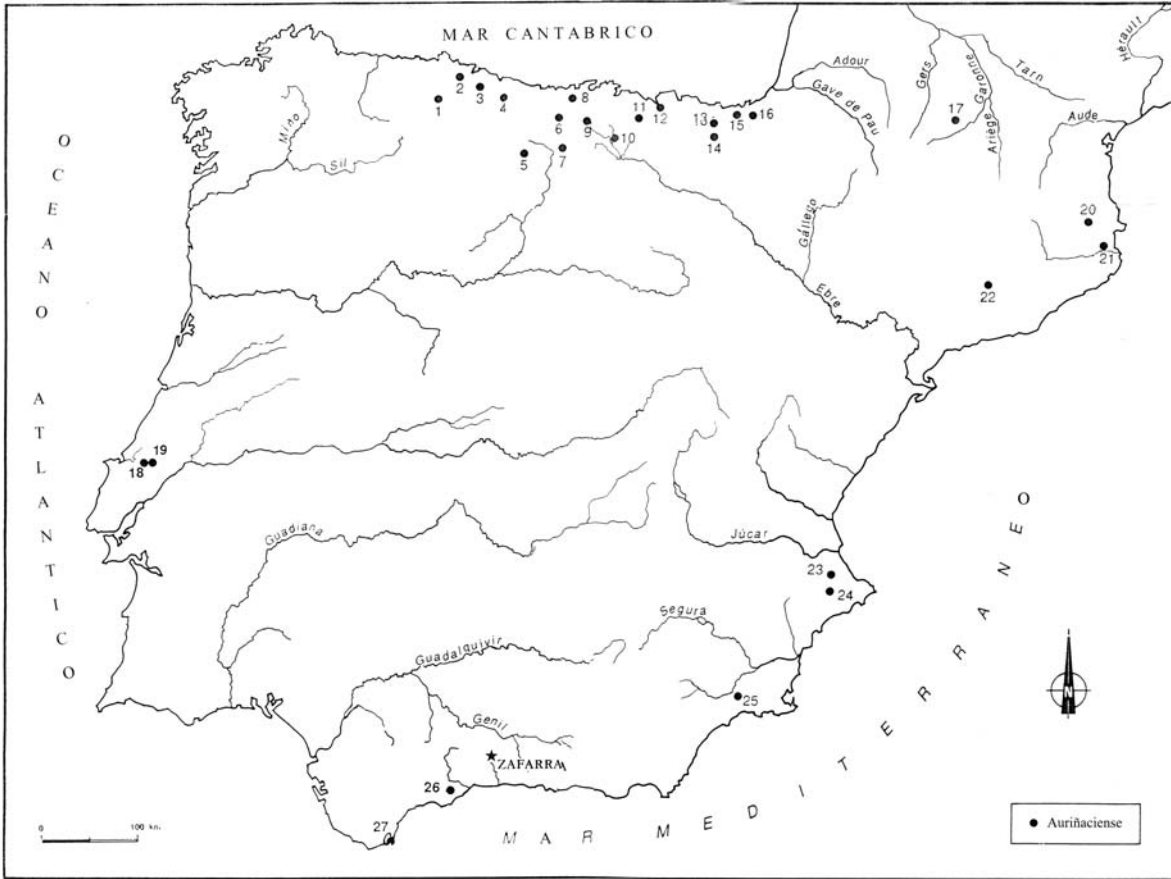 MAR CANTABRICO
OCEANO ATLANTICO
MAR MEDITERRANEO
Miño
Sil
Adour
Gave de Pau
Gers
Garonne
Ariege
Tarn
Aude
Hérault
Gállego
Ebre
Guadiana
Júcar
Segura
Guadalquivir
Genil
ZAFARRA
1
2
3
4
5
6
7
8
9
10
11
12
13
14
15
16
17
18
19
20
21
22
23
24
25
26
27
N
0 100 km.
Auriñaciense